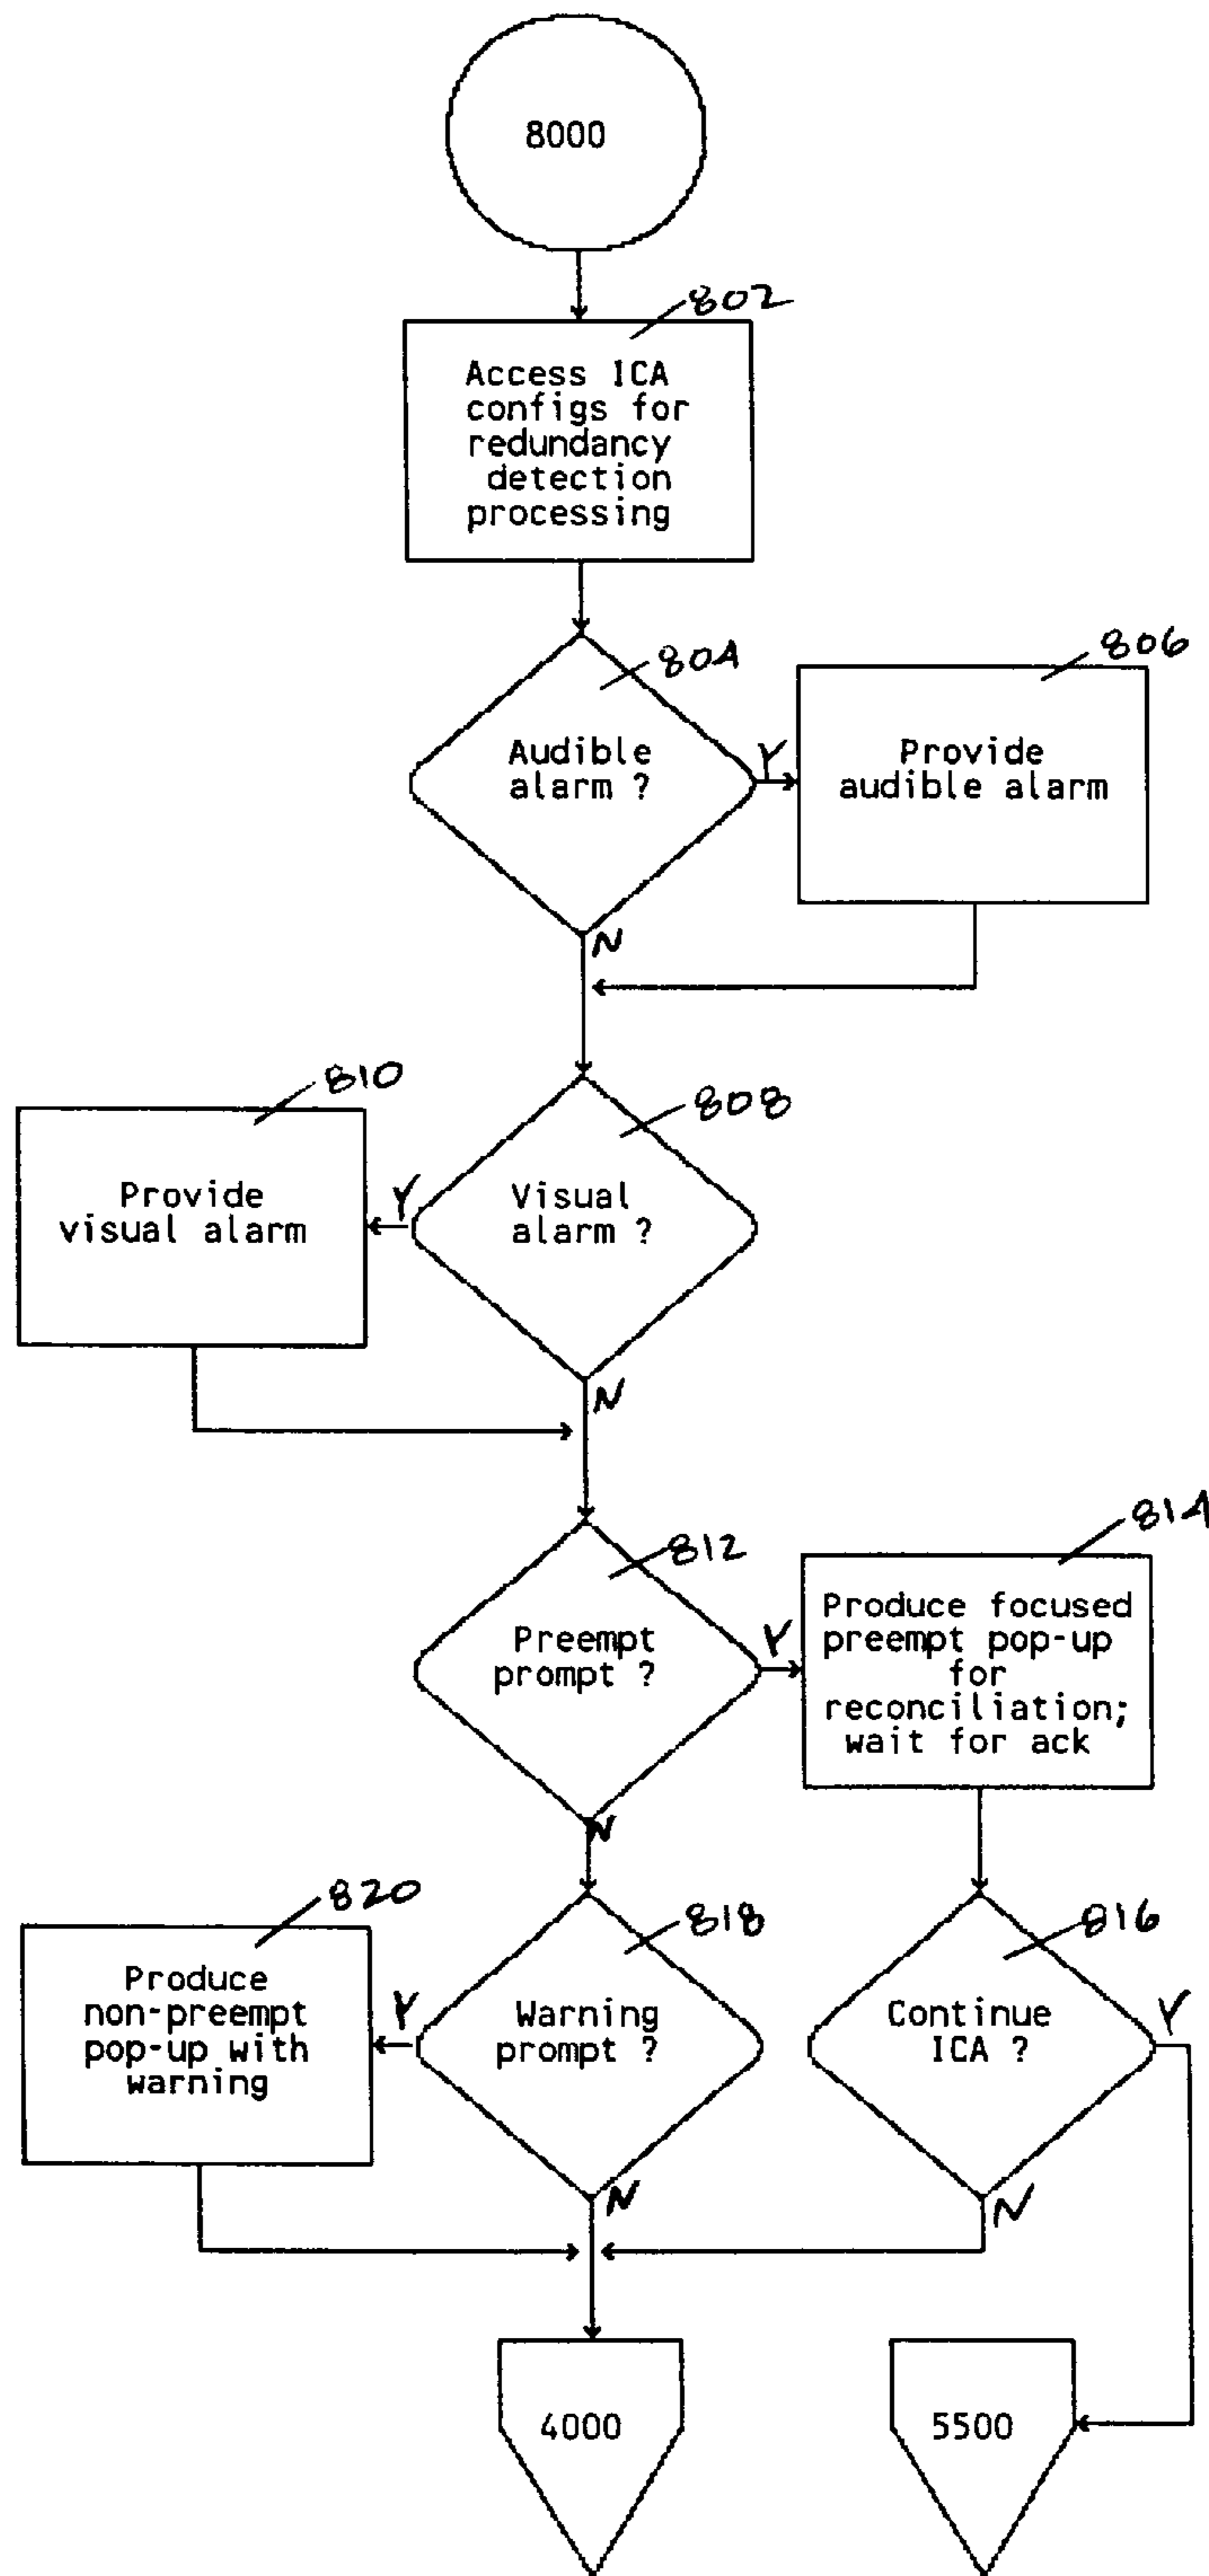 8000
802
Access ICA
configs for
redundancy
detection
processing
804
Audible
alarm ?
Y
806
Provide
audible alarm
N
810
Provide
visual alarm
Y
808
Visual
alarm ?
N
812
Preempt
prompt ?
Y
814
Produce focused
preempt pop-up
for
reconciliation;
wait for ack
N
820
Produce
non-preempt
pop-up with
warning
Y
818
Warning
prompt ?
N
816
Continue
ICA ?
Y
N
4000
5500